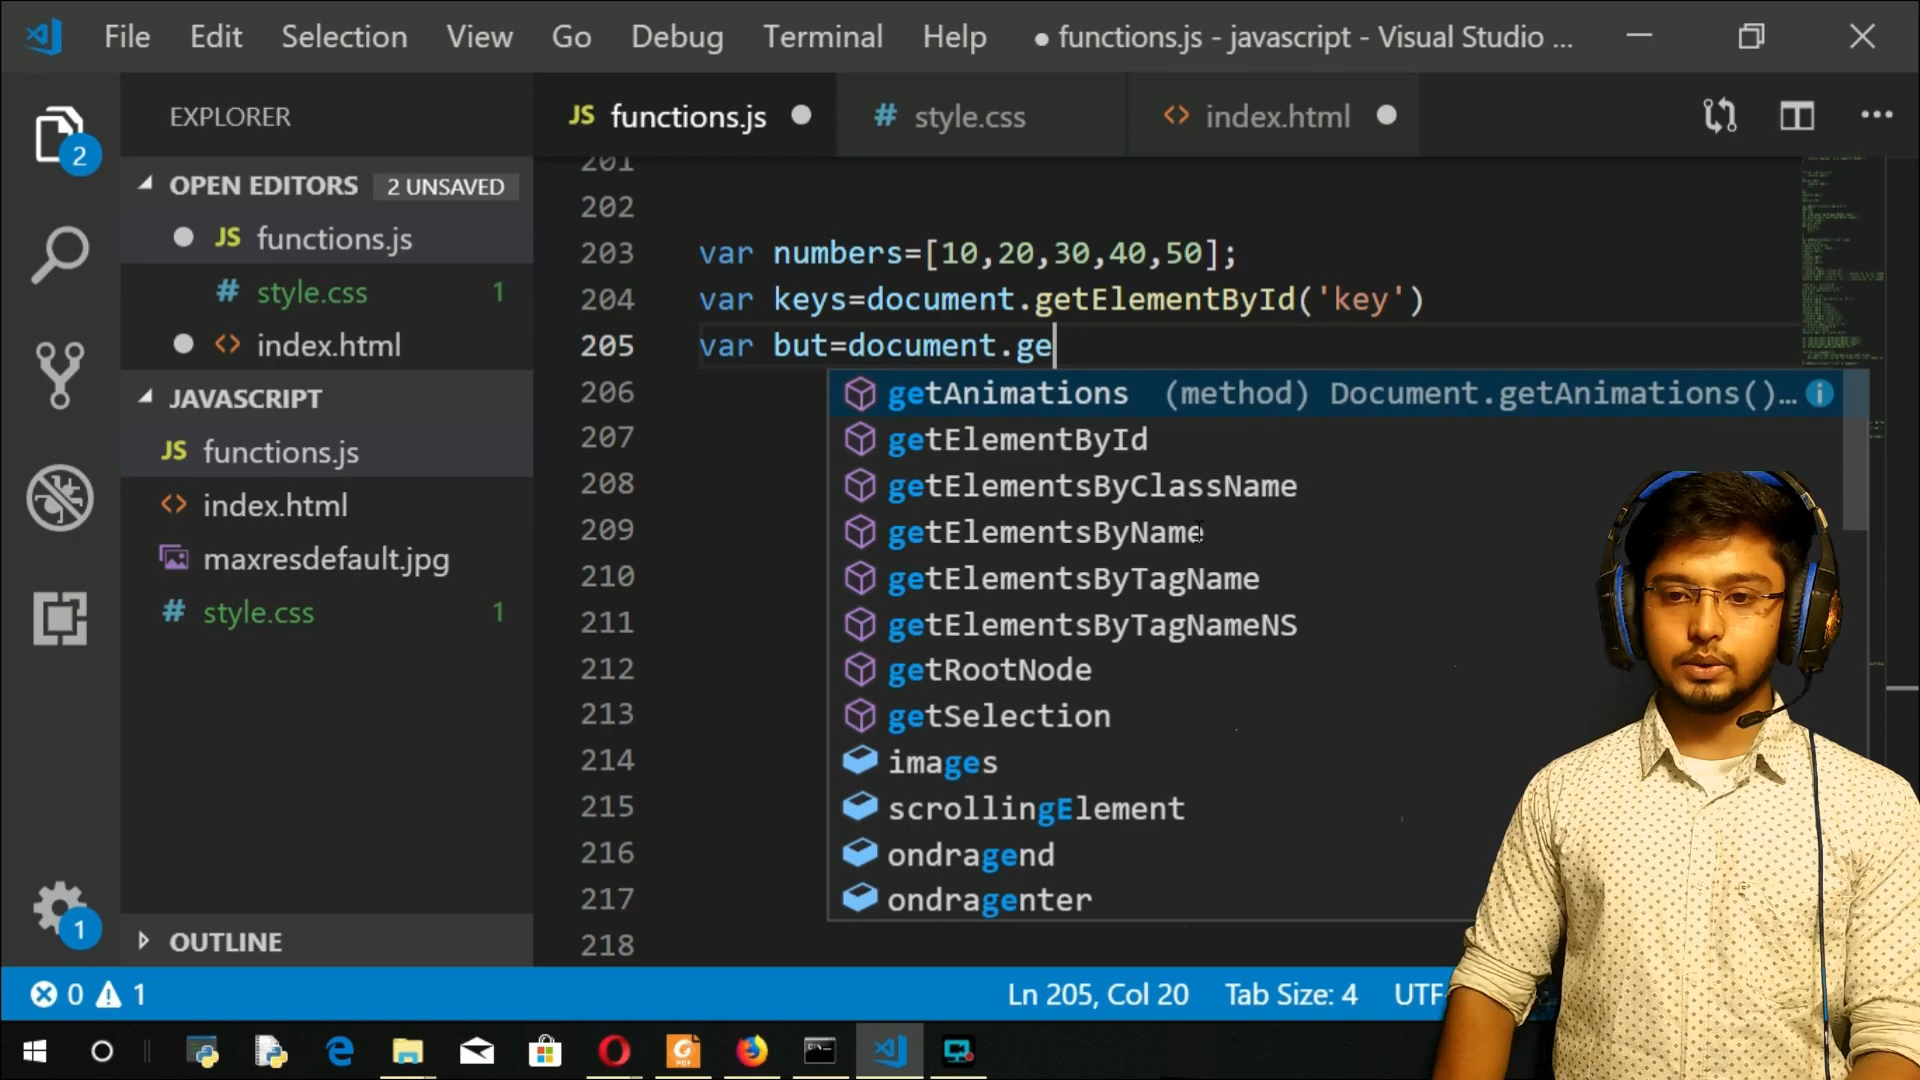 File Edit Selection View Go Debug Terminal Help ● functions.js - javascript - Visual Studio ...
EXPLORER
JS functions.js
# style.css
<> index.html
OPEN EDITORS 2 UNSAVED
JS functions.js
# style.css 1
<> index.html
JAVASCRIPT
JS functions.js
<> index.html
maxresdefault.jpg
# style.css 1
OUTLINE
2
1
201
202
203 var numbers=[10,20,30,40,50];
204 var keys=document.getElementById('key')
205 var but=document.ge
206
207
208
209
210
211
212
213
214
215
216
217
218
getAnimations (method) Document.getAnimations()...
getElementById
getElementsByClassName
getElementsByName
getElementsByTagName
getElementsByTagNameNS
getRootNode
getSelection
images
scrollingElement
ondragend
ondragenter
0 1 Ln 205, Col 20 Tab Size: 4 UTF-